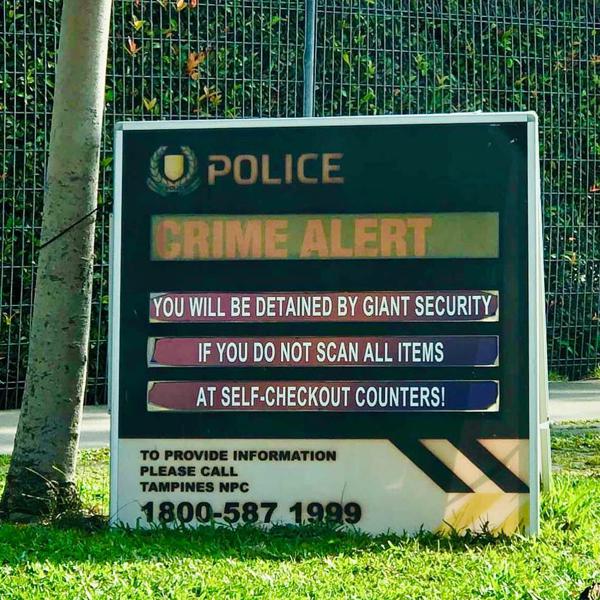 POLICE
CRIME ALERT
YOU WILL BE DETAINED BY GIANT SECURITY
IF YOU DO NOT SCAN ALL ITEMS
AT SELF-CHECKOUT COUNTERS!
TO PROVIDE INFORMATION
PLEASE CALL
TAMPINES NPC
1800-587 1999